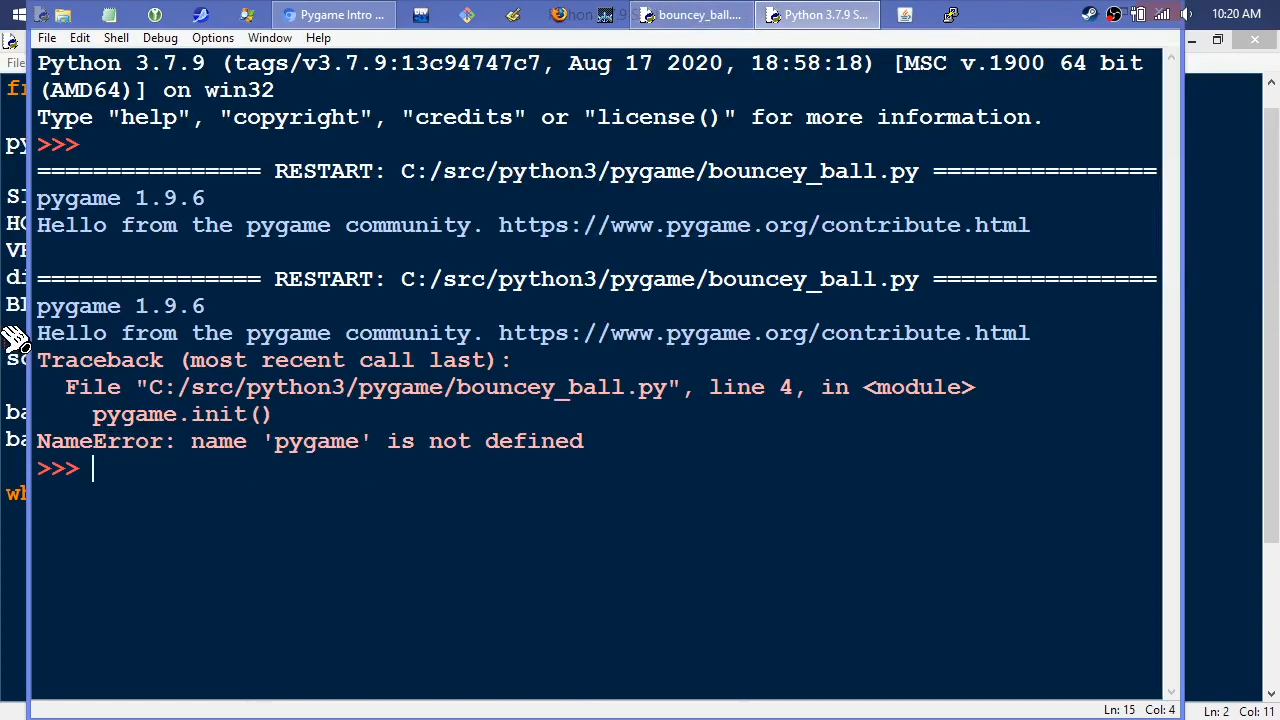 Pygame Intro ...
bouncey_ball....
Python 3.7.9 S...
10:20 AM
File Edit Shell Debug Options Window Help
Python 3.7.9 (tags/v3.7.9:13c94747c7, Aug 17 2020, 18:58:18) [MSC v.1900 64 bit
(AMD64)] on win32
Type "help", "copyright", "credits" or "license()" for more information.
>>>
================ RESTART: C:/src/python3/pygame/bouncey_ball.py ================
pygame 1.9.6
Hello from the pygame community. https://www.pygame.org/contribute.html
================ RESTART: C:/src/python3/pygame/bouncey_ball.py ================
pygame 1.9.6
Hello from the pygame community. https://www.pygame.org/contribute.html
Traceback (most recent call last):
File "C:/src/python3/pygame/bouncey_ball.py", line 4, in <module>
pygame.init()
NameError: name 'pygame' is not defined
>>>
Ln: 15 Col: 4
Ln: 2 Col: 11